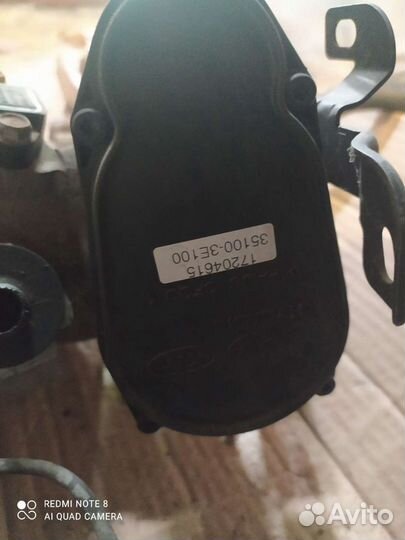 17204615
35100-3E100
REDMI NOTE 8
AI QUAD CAMERA
Avito